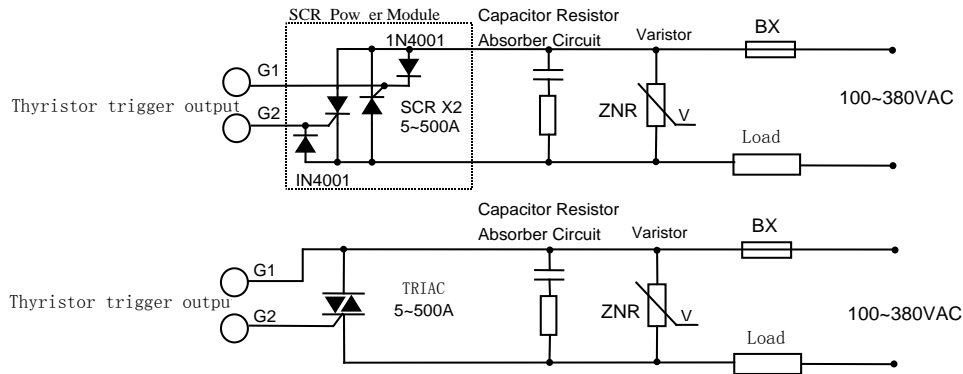 SCR Pow er Module
Capacitor Resistor
Absorber Circuit
1N4001
Varistor
BX
G1
Thyristor trigger output
G2
SCR X2
5~500A
ZNR
V
100~380VAC
Load
IN4001
Capacitor Resistor
Absorber Circuit
Varistor
BX
G1
Thyristor trigger outpu
G2
TRIAC
5~500A
ZNR
V
100~380VAC
Load